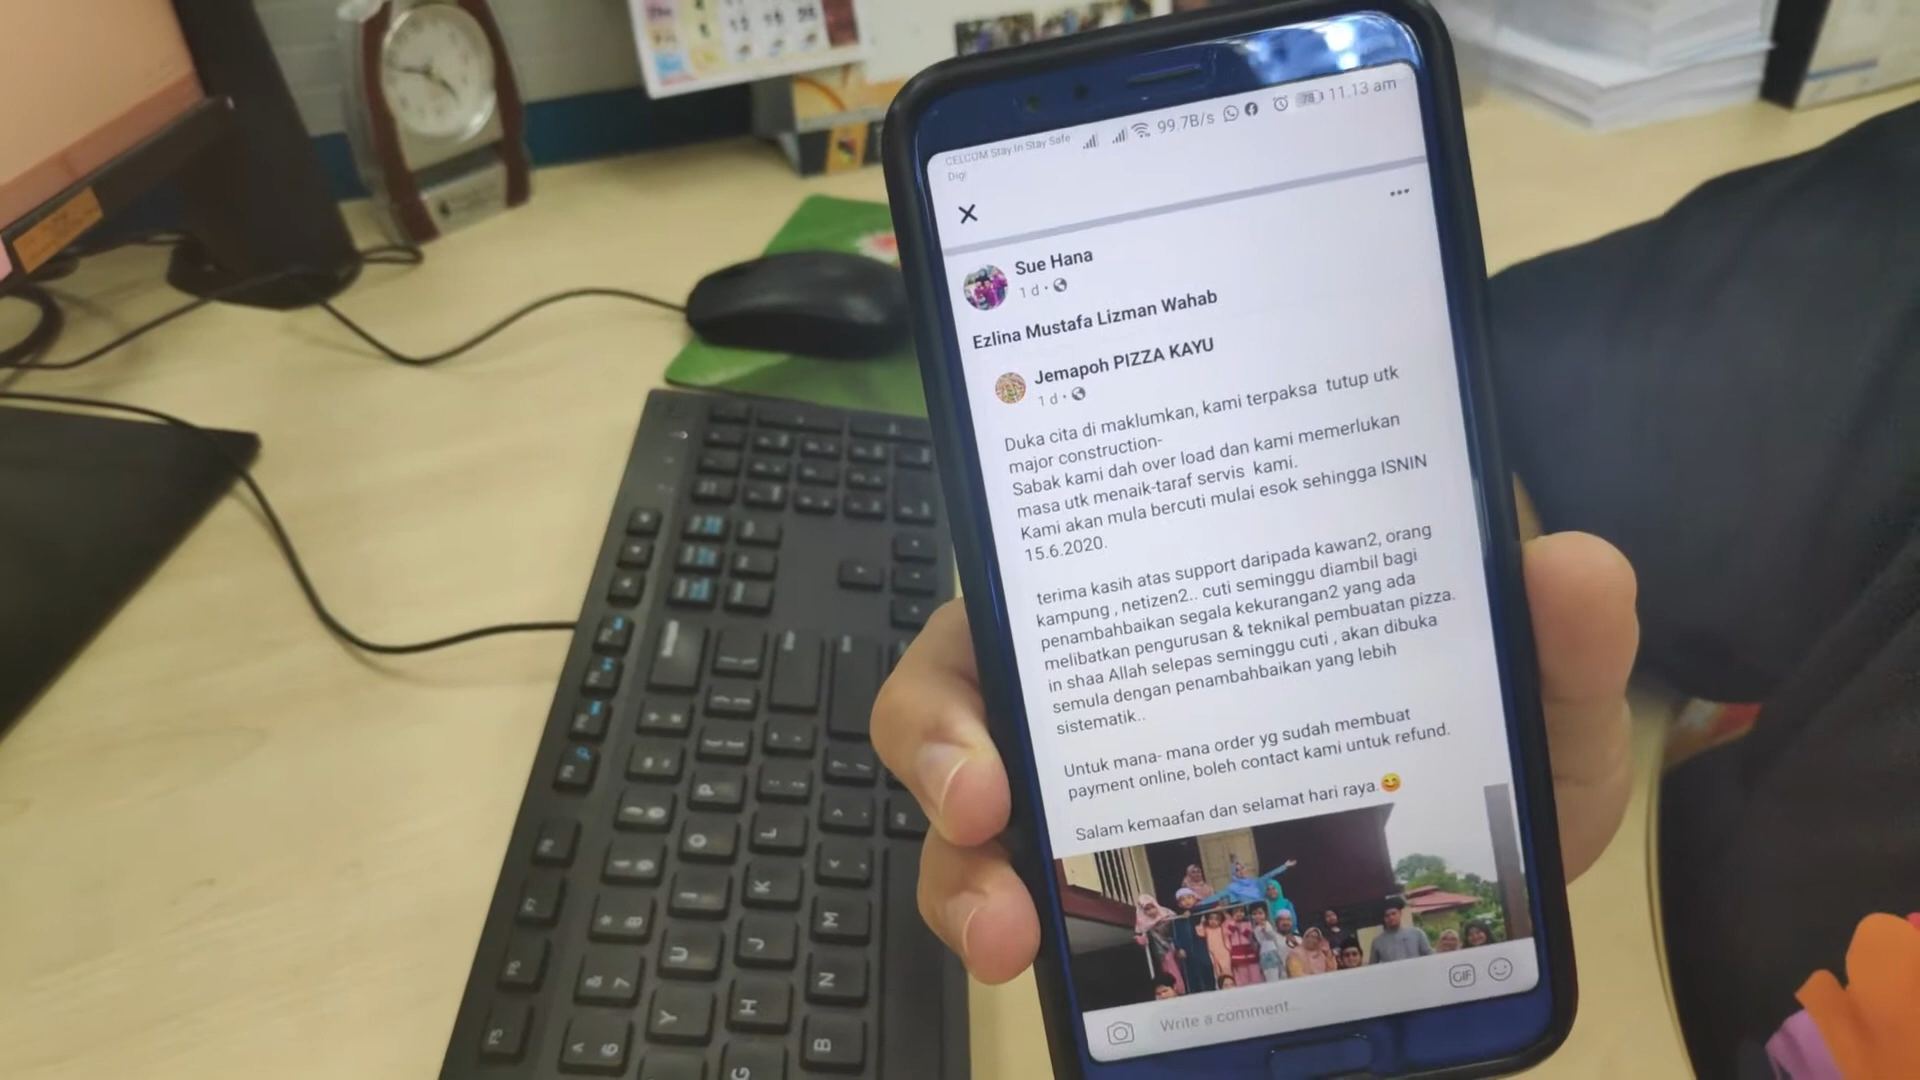 CELCOM Stay In Stay Safe
Digi
99.7B/s 78 11.13 am
Sue Hana
1 d
Ezlina Mustafa Lizman Wahab
Jemapoh PIZZA KAYU
1 d
Duka cita di maklumkan, kami terpaksa tutup utk
major construction-
Sabak kami dah over load dan kami memerlukan
masa utk menaik-taraf servis kami.
Kami akan mula bercuti mulai esok sehingga ISNIN
15.6.2020.
terima kasih atas support daripada kawan2, orang
kampung , netizen2.. cuti seminggu diambil bagi
penambahbaikan segala kekurangan2 yang ada
melibatkan pengurusan & teknikal pembuatan pizza.
in shaa Allah selepas seminggu cuti , akan dibuka
semula dengan penambahbaikan yang lebih
sistematik..
Untuk mana- mana order yg sudah membuat
payment online, boleh contact kami untuk refund.
Salam kemaafan dan selamat hari raya.😊
GIF
Write a comment...
P
O
L
I
K
U
J
M
Y
H
N
G
B